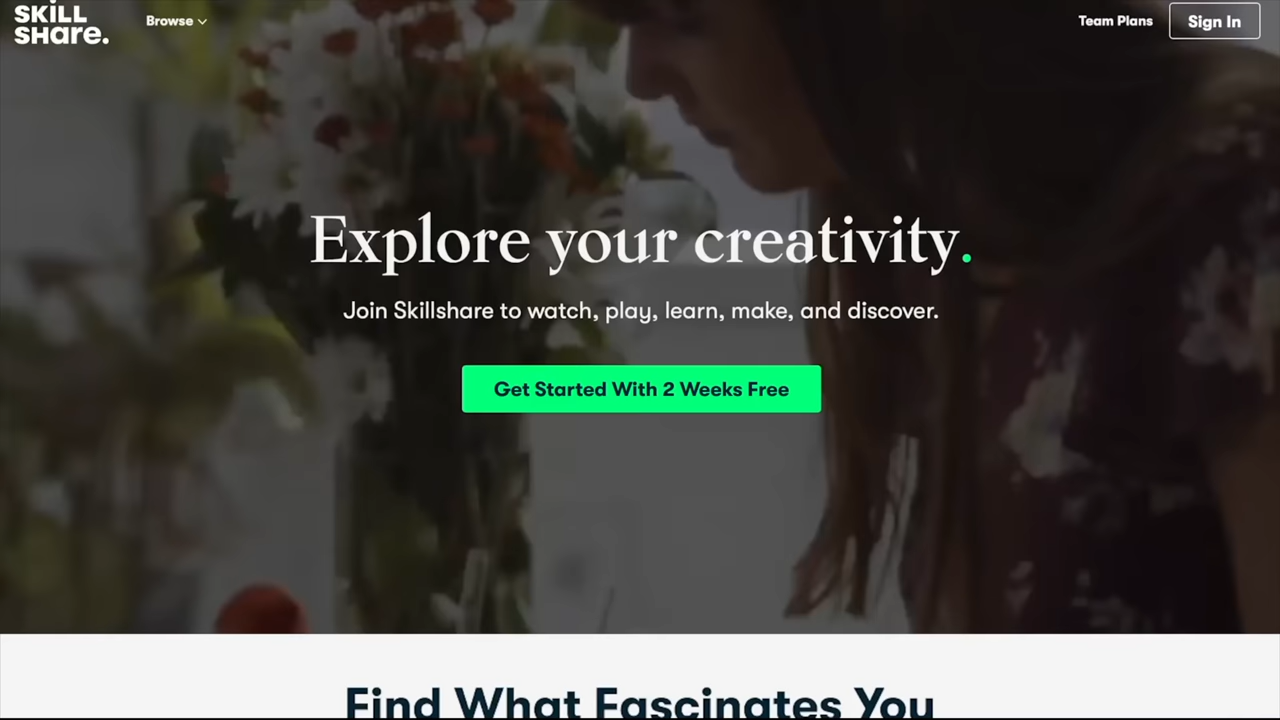 SKILL
SHare.
Browse
Team Plans
Sign In
Explore your creativity.
Join Skillshare to watch, play, learn, make, and discover.
Get Started With 2 Weeks Free
Find What Fascinates You